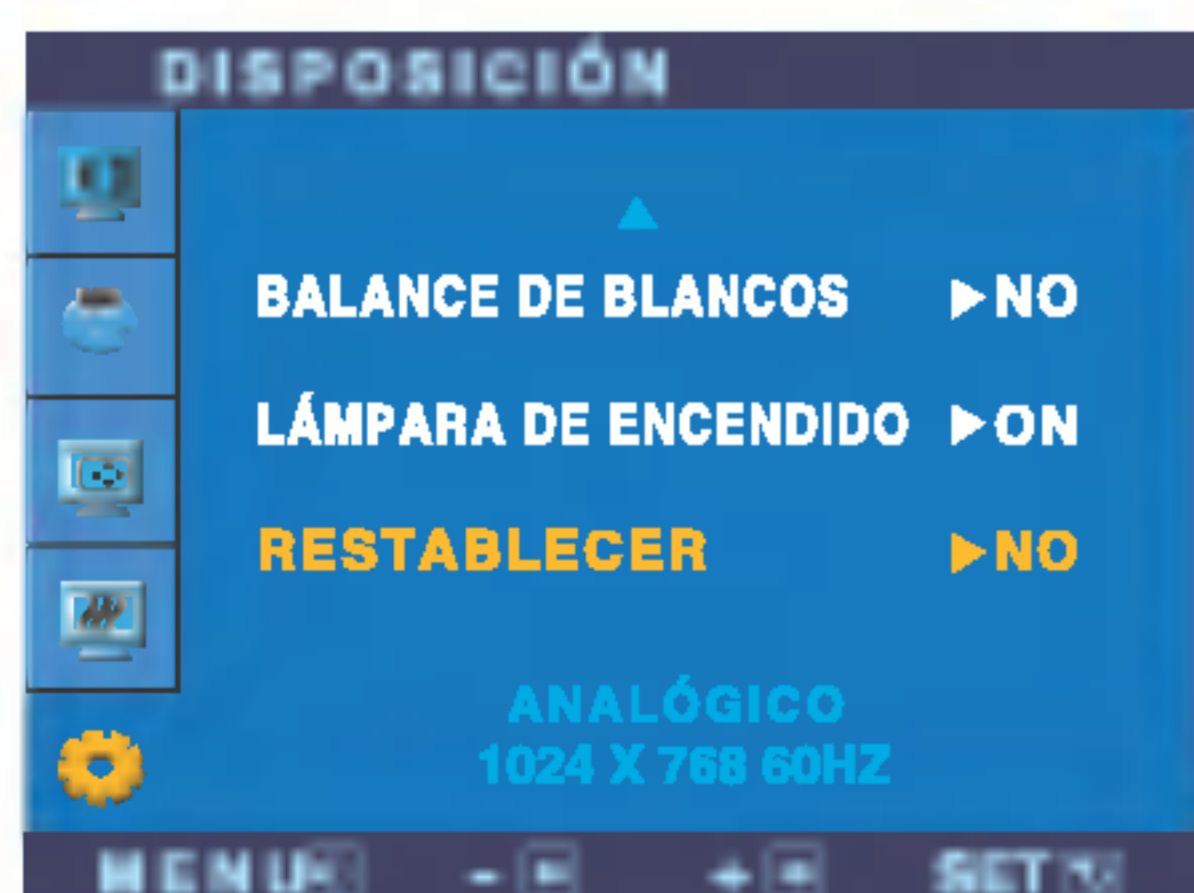 DISPOSICIÓN
BALANCE DE BLANCOS ▶NO
LÁMPARA DE ENCENDIDO ▶ON
RESTABLECER ▶NO
ANALÓGICO
1024 X 768 60HZ
MENU - + SET